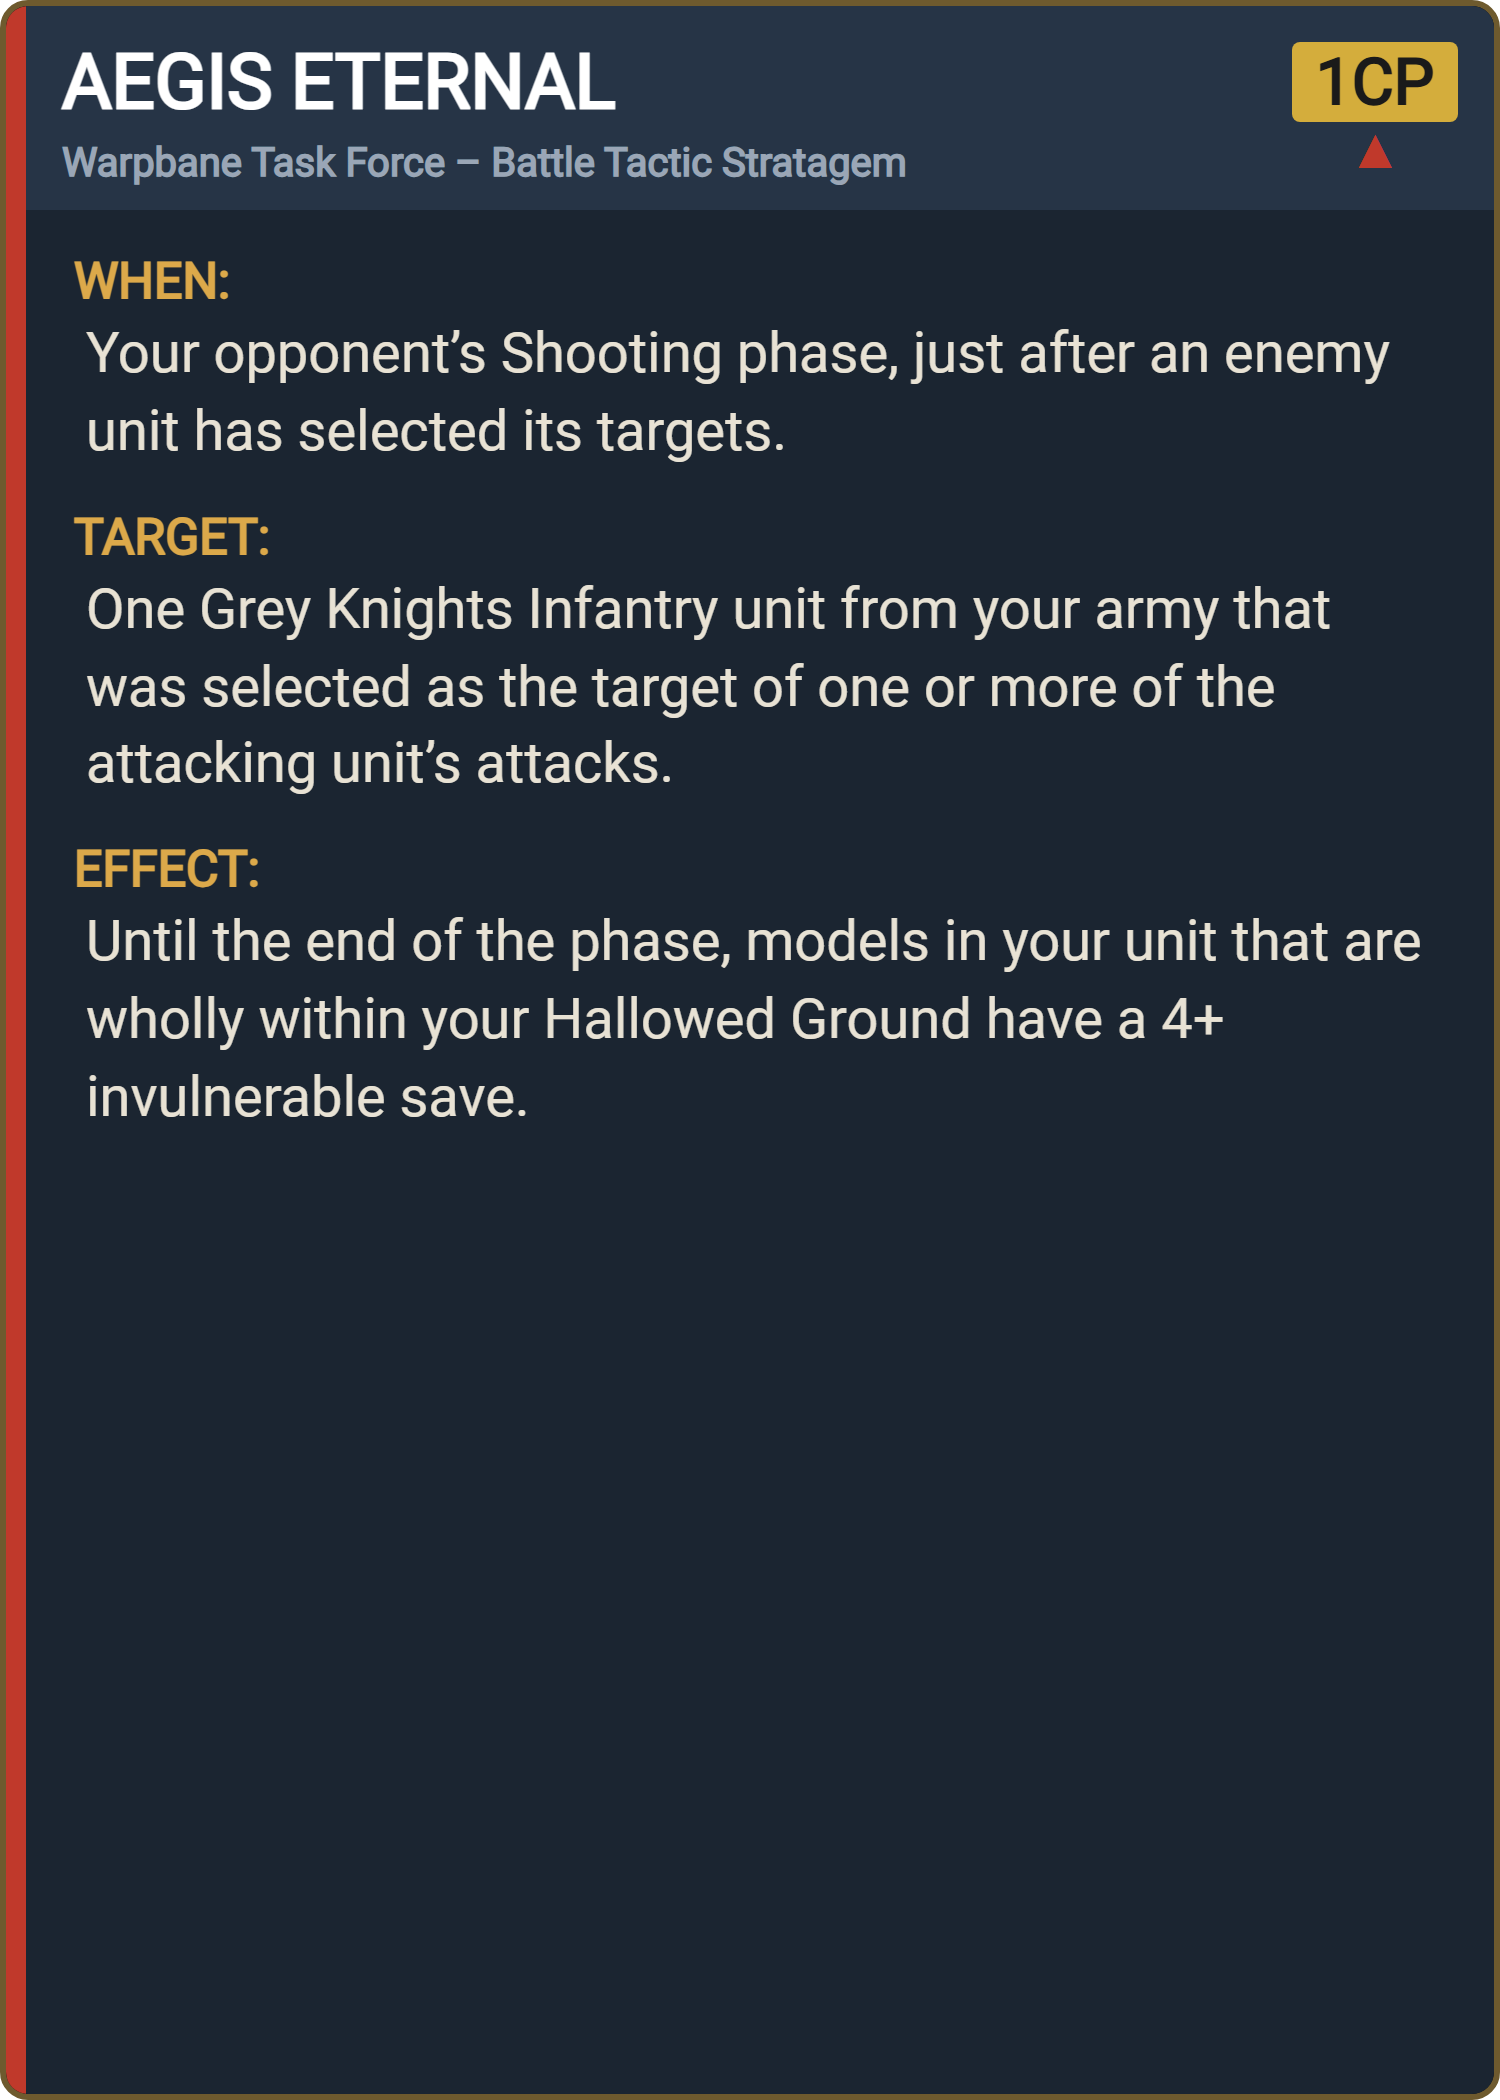 AEGIS ETERNAL
1CP
Warpbane Task Force – Battle Tactic Stratagem
WHEN:
Your opponent’s Shooting phase, just after an enemy
unit has selected its targets.
TARGET:
One Grey Knights Infantry unit from your army that
was selected as the target of one or more of the
attacking unit’s attacks.
EFFECT:
Until the end of the phase, models in your unit that are
wholly within your Hallowed Ground have a 4+
invulnerable save.